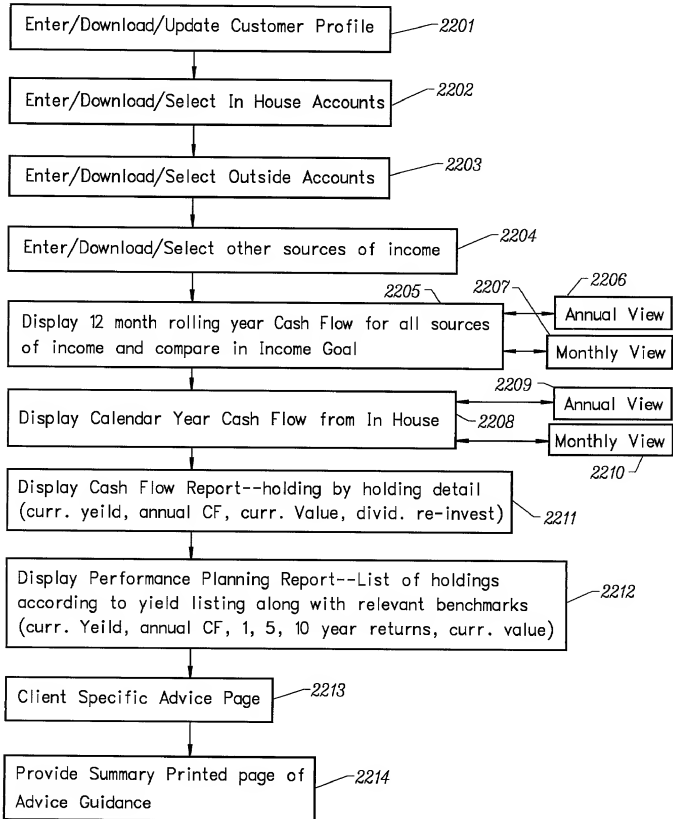 Enter/Download/Update Customer Profile
2201
Enter/Download/Select In House Accounts
2202
Enter/Download/Select Outside Accounts
2203
Enter/Download/Select other sources of income
2204
2205
2207
2206
Display 12 month rolling year Cash Flow for all sources
of income and compare in Income Goal
Annual View
Monthly View
2209
Display Calendar Year Cash Flow from In House
2208
Annual View
Monthly View
2210
Display Cash Flow Report--holding by holding detail
(curr. yeild, annual CF, curr. Value, divid. re-invest)
2211
Display Performance Planning Report--List of holdings
according to yield listing along with relevant benchmarks
(curr. Yeild, annual CF, 1, 5, 10 year returns, curr. value)
2212
Client Specific Advice Page
2213
Provide Summary Printed page of
Advice Guidance
2214